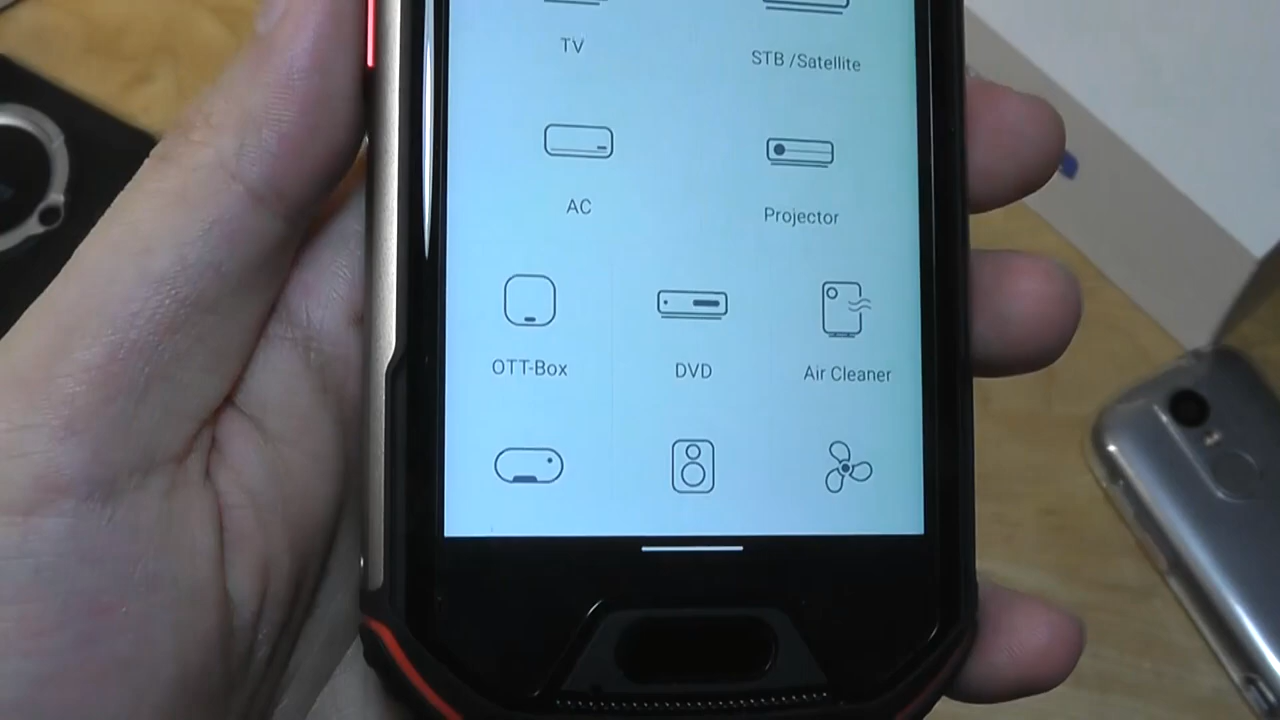 TV
STB /Satellite
AC
Projector
OTT-Box
DVD
Air Cleaner